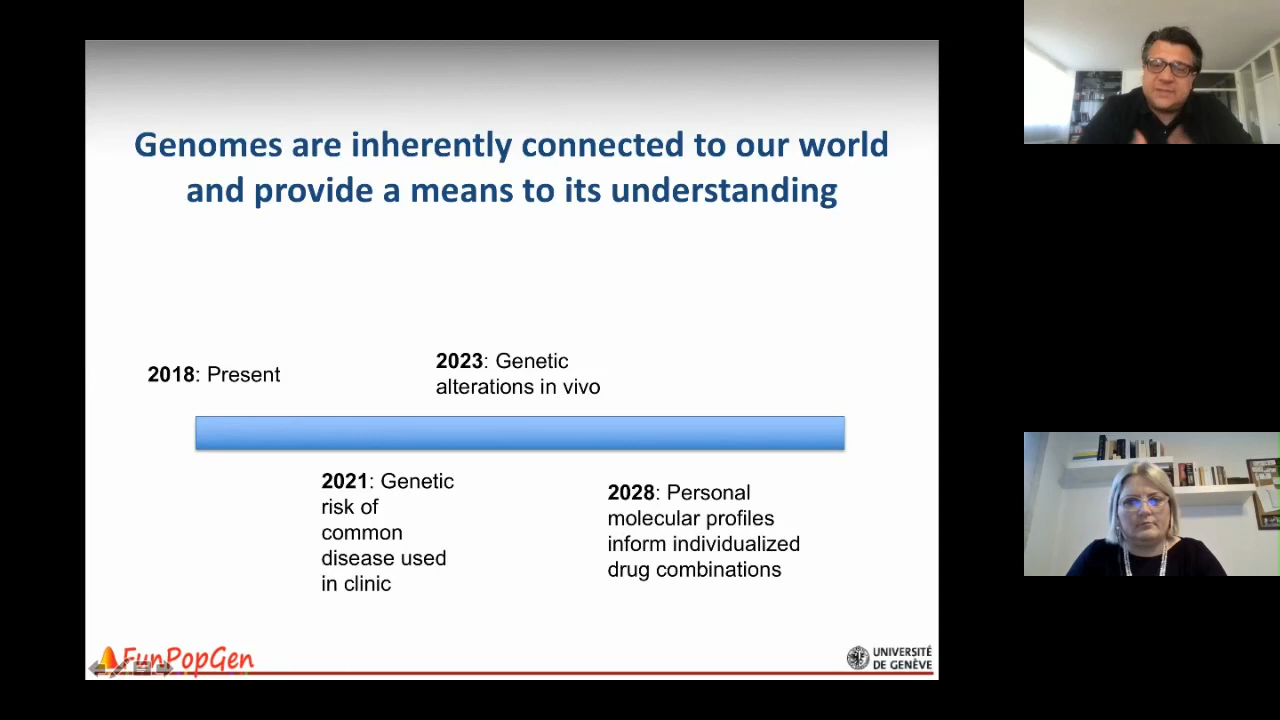 Genomes are inherently connected to our world
and provide a means to its understanding
2018: Present
2023: Genetic
alterations in vivo
2021: Genetic
risk of
common
disease used
in clinic
2028: Personal
molecular profiles
inform individualized
drug combinations
FunPopGen
UNIVERSITÉ
DE GENÈVE